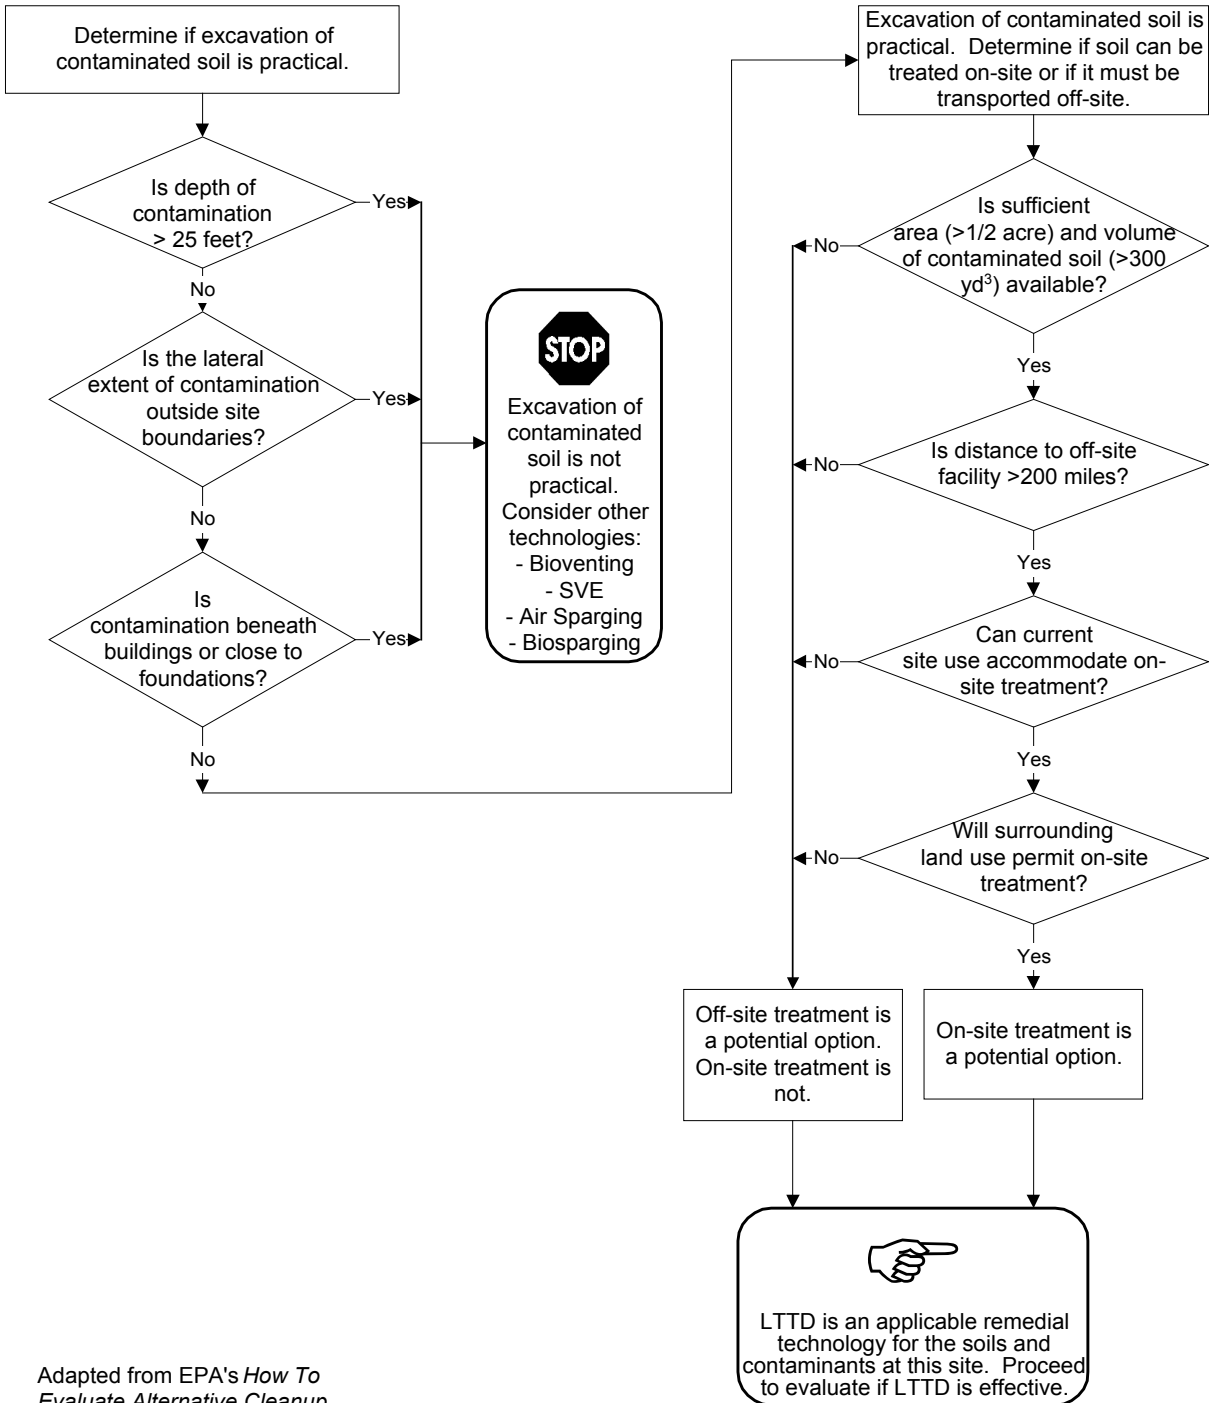 Determine if excavation of
contaminated soil is practical.
Is depth of
contamination
> 25 feet?
Yes
No
Is the lateral
extent of contamination
outside site
boundaries?
Yes
No
Is
contamination beneath
buildings or close to
foundations?
Yes
No
STOP
Excavation of
contaminated
soil is not
practical.
Consider other
technologies:
- Bioventing
- SVE
- Air Sparging
- Biosparging
Excavation of contaminated soil is
practical. Determine if soil can be
treated on-site or if it must be
transported off-site.
Is sufficient
area (>1/2 acre) and volume
of contaminated soil (>300
yd³) available?
No
Yes
Is distance to off-site
facility >200 miles?
No
Yes
Can current
site use accommodate on-
site treatment?
No
Yes
Will surrounding
land use permit on-site
treatment?
No
Yes
Off-site treatment is
a potential option.
On-site treatment is
not.
On-site treatment is
a potential option.
LTTD is an applicable remedial
technology for the soils and
contaminants at this site. Proceed
to evaluate if LTTD is effective.
Adapted from EPA's How To
Evaluate Alternative Cleanup